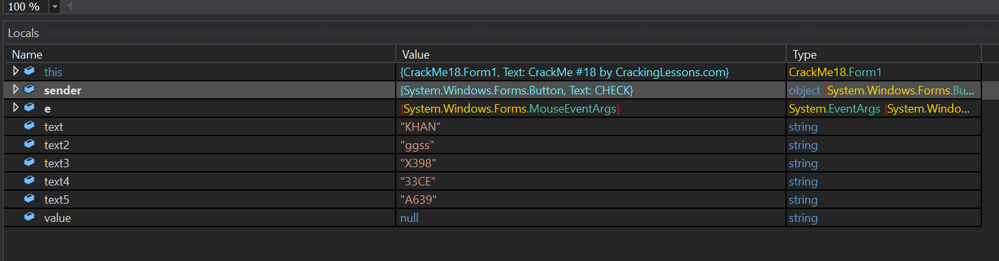 100 %
Locals
Name Value Type
this {CrackMe18.Form1, Text: CrackMe #18 by CrackingLessons.com} CrackMe18.Form1
sender {System.Windows.Forms.Button, Text: CHECK} object {System.Windows.Forms.Bu...
e {System.Windows.Forms.MouseEventArgs} System.EventArgs {System.Windo...
text "KHAN" string
text2 "ggss" string
text3 "X398" string
text4 "33CE" string
text5 "A639" string
value null string